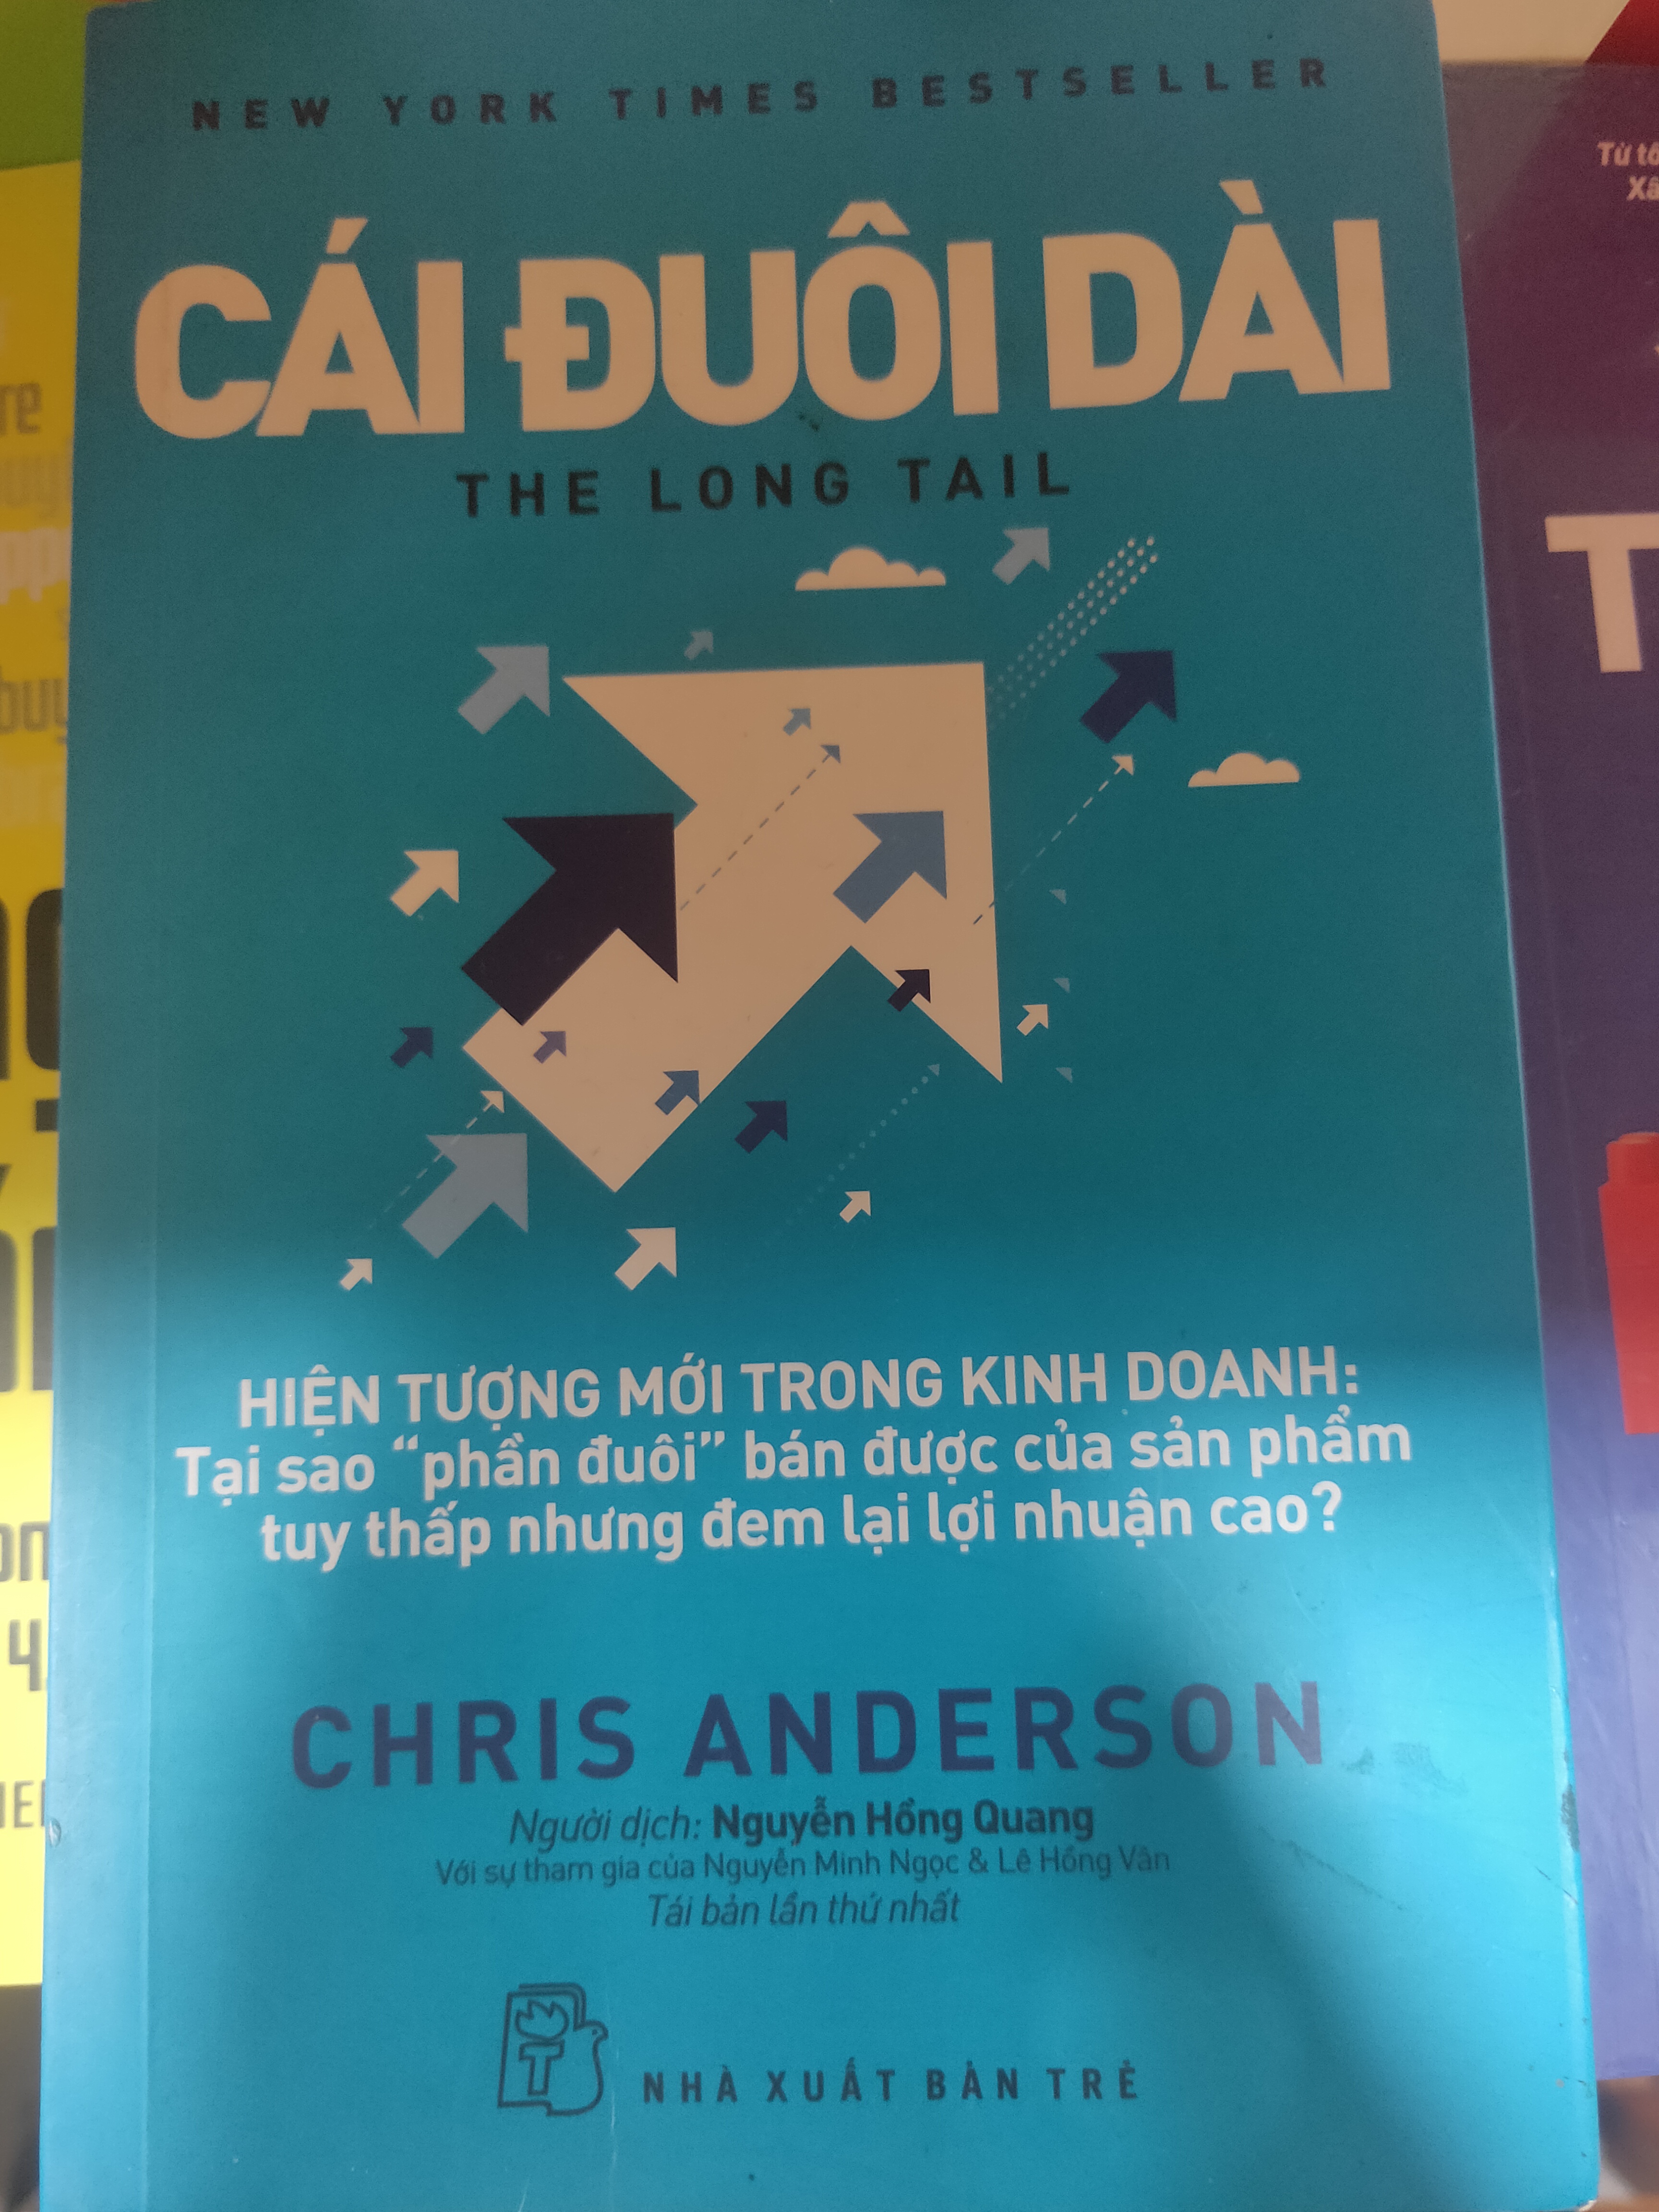 NEW YORK TIMES BESTSELLER
CÁI ĐUÔI DÀI
THE LONG TAIL
HIỆN TƯỢNG MỚI TRONG KINH DOANH:
Tại sao “phần đuôi” bán được của sản phẩm
tuy thấp nhưng đem lại lợi nhuận cao?
CHRIS ANDERSON
Người dịch: Nguyễn Hồng Quang
Với sự tham gia của Nguyễn Minh Ngọc & Lê Hồng Vân
Tái bản lần thứ nhất
T
NHÀ XUẤT BẢN TRẺ
Từ
T